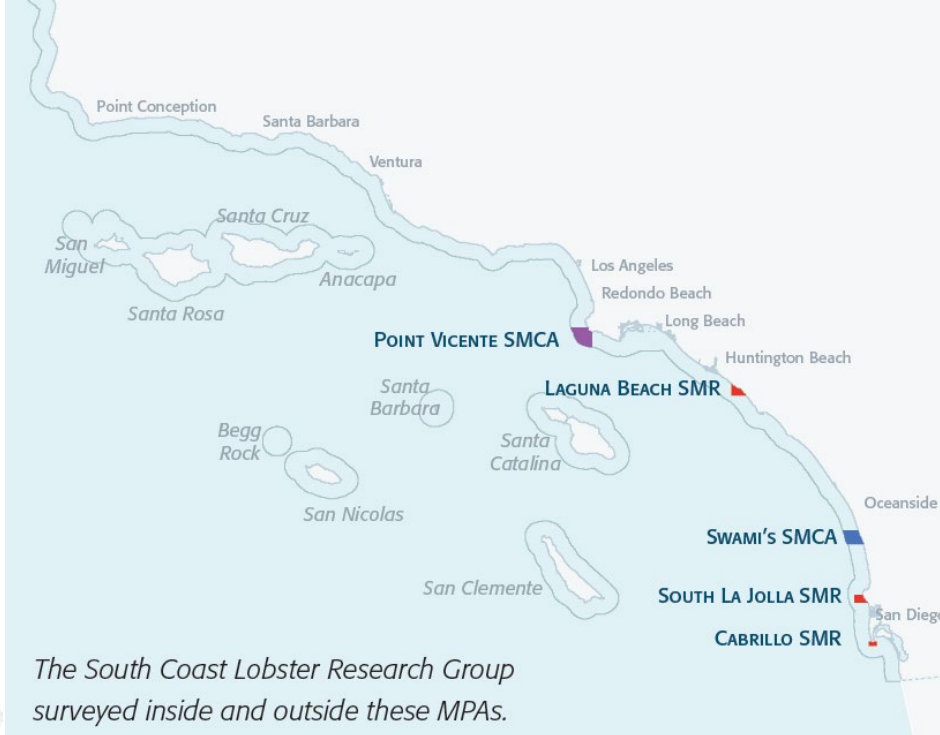 Point Conception
Santa Barbara
Ventura
Santa Cruz
San
Miguel
Anacapa
Santa Rosa
Los Angeles
Redondo Beach
Long Beach
POINT VICENTE SMCA
Huntington Beach
LAGUNA BEACH SMR
Santa
Barbara
Begg
Rock
Santa
Catalina
San Nicolas
Oceanside
SWAMI'S SMCA
San Clemente
SOUTH LA JOLLA SMR
San Dieg
CABRILLO SMR
The South Coast Lobster Research Group
surveyed inside and outside these MPAs.